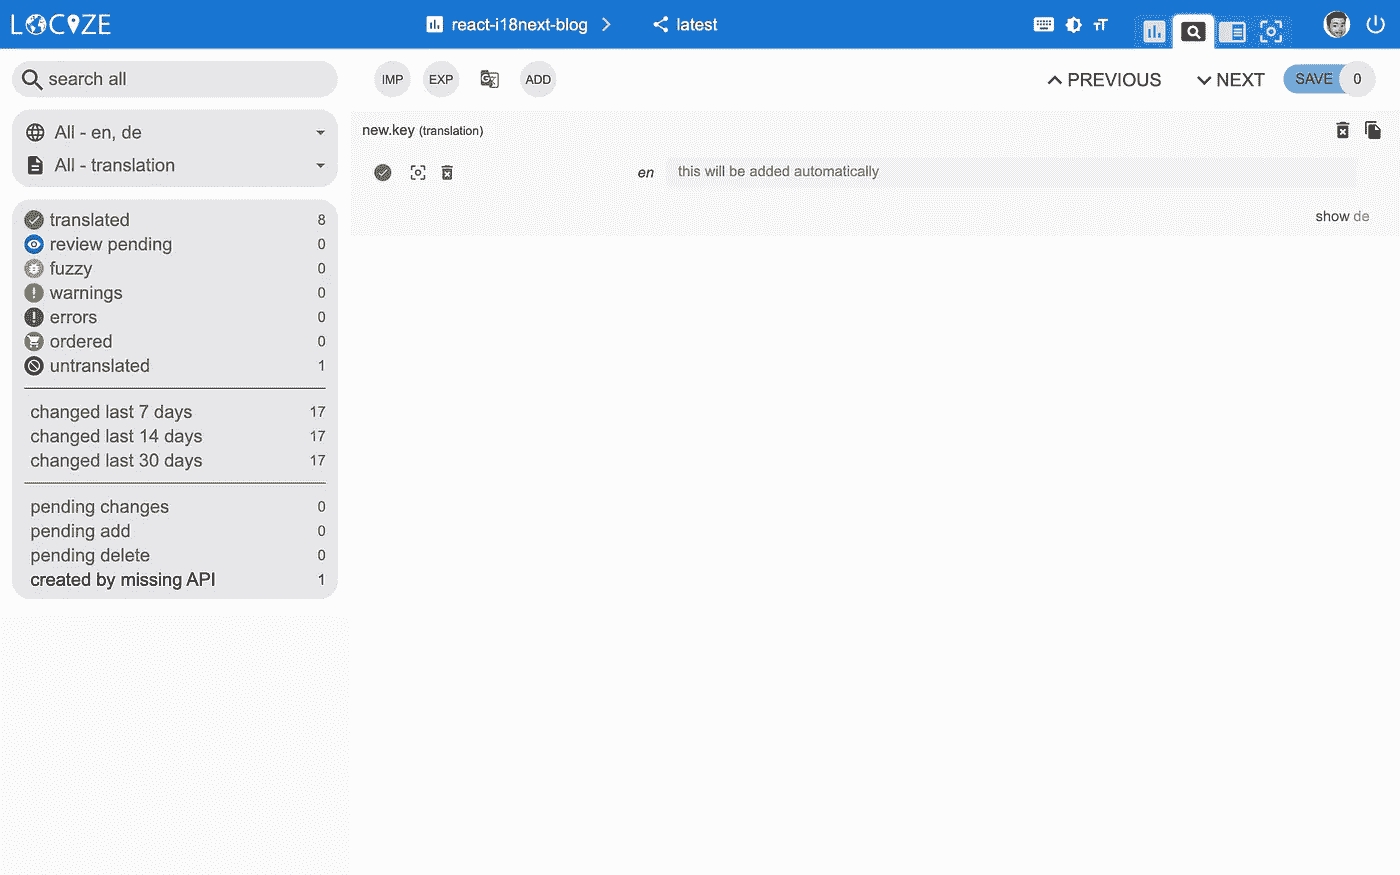 LOCIZE react-i18next-blog latest
search all IMP EXP ADD PREVIOUS NEXT SAVE 0
All - en, de
All - translation
new.key (translation)
en this will be added automatically
show de
translated 8
review pending 0
fuzzy 0
warnings 0
errors 0
ordered 0
untranslated 1
changed last 7 days 17
changed last 14 days 17
changed last 30 days 17
pending changes 0
pending add 0
pending delete 0
created by missing API 1